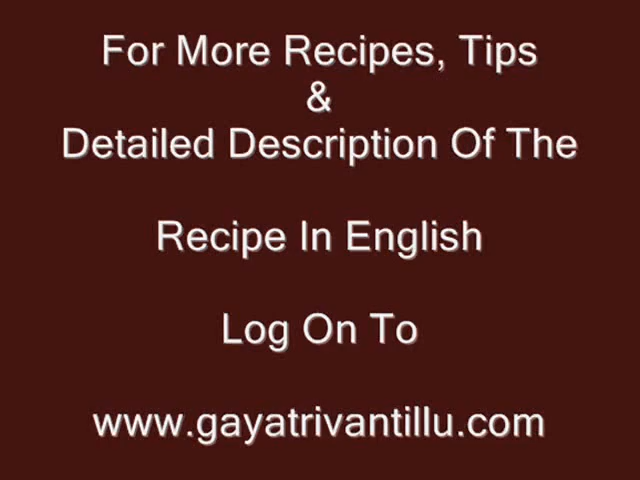 For More Recipes, Tips
&
Detailed Description Of The
Recipe In English
Log On To
www.gayatrivantillu.com